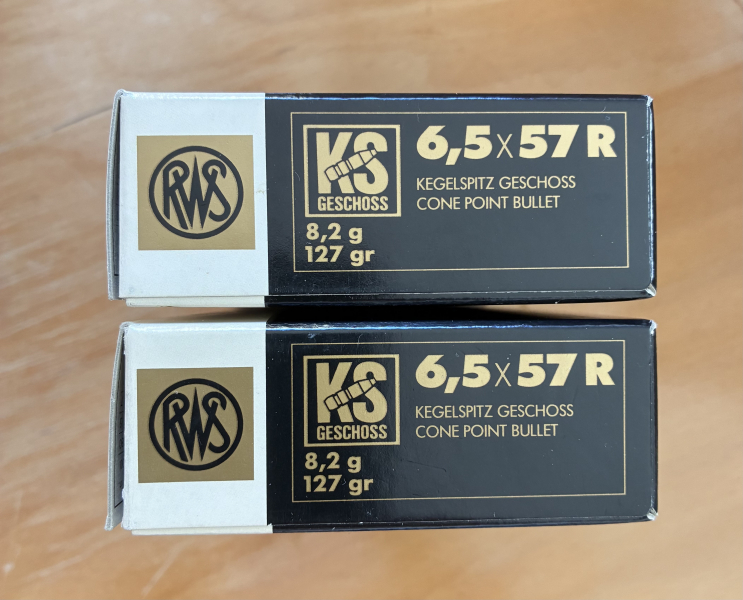 RWS
KS
GESCHOSS
8,2 g
127 gr
6,5 x 57 R
KEGELSPITZ GESCHOSS
CONE POINT BULLET
RWS
KS
GESCHOSS
8,2 g
127 gr
6,5 x 57 R
KEGELSPITZ GESCHOSS
CONE POINT BULLET